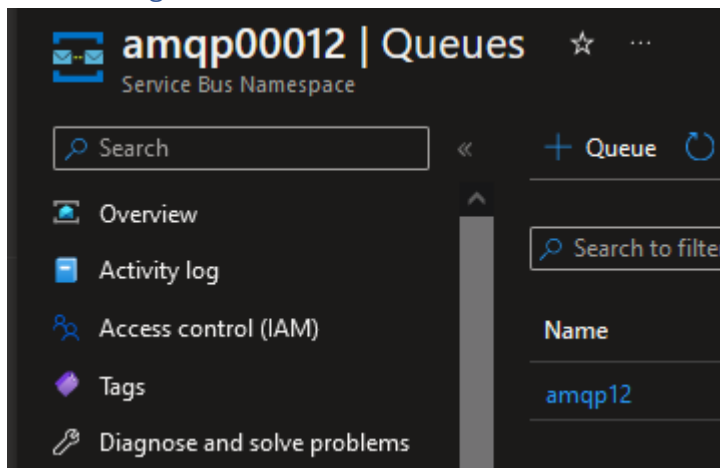 amqp00012 | Queues
Service Bus Namespace
Search
Overview
Activity log
Access control (IAM)
Tags
Diagnose and solve problems
Queue
Search to filte
Name
amqp12